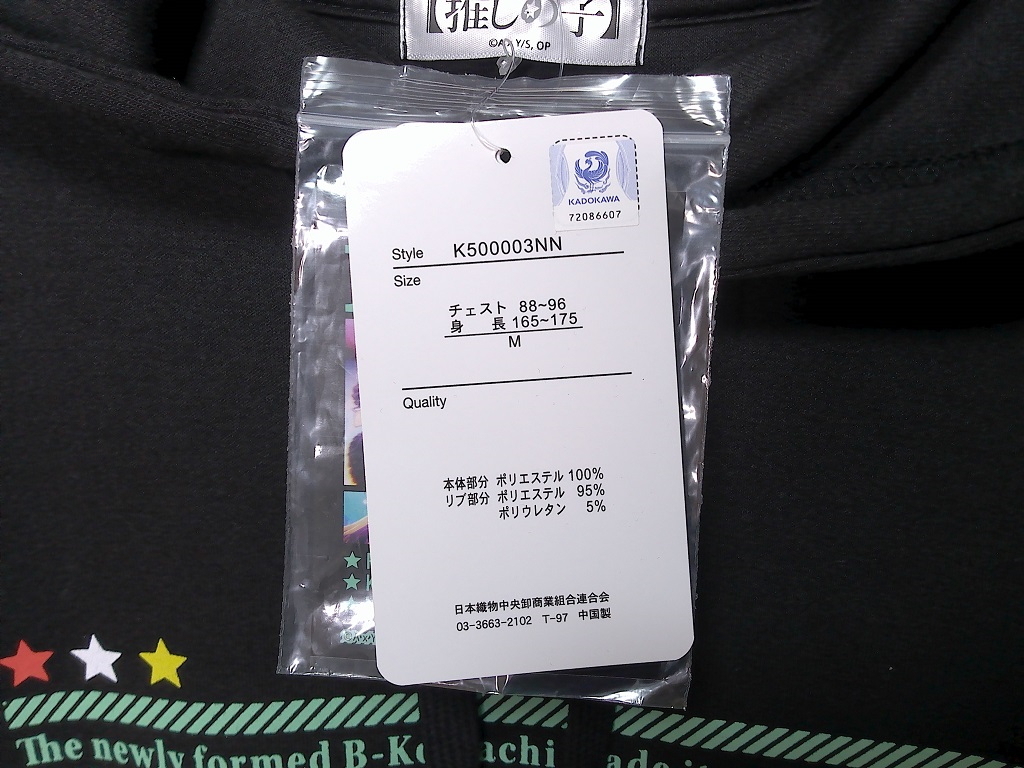 【推しの子】
Y/S, OP
KADOKAWA
72086607
Style K500003NN
Size
チェスト 88~96
身 長 165~175
M
Quality
本体部分 ポリエステル 100%
リブ部分 ポリエステル 95%
ポリウレタン 5%
日本織物中央卸商業組合連合会
03-3663-2102 T-97 中国製
The newly formed